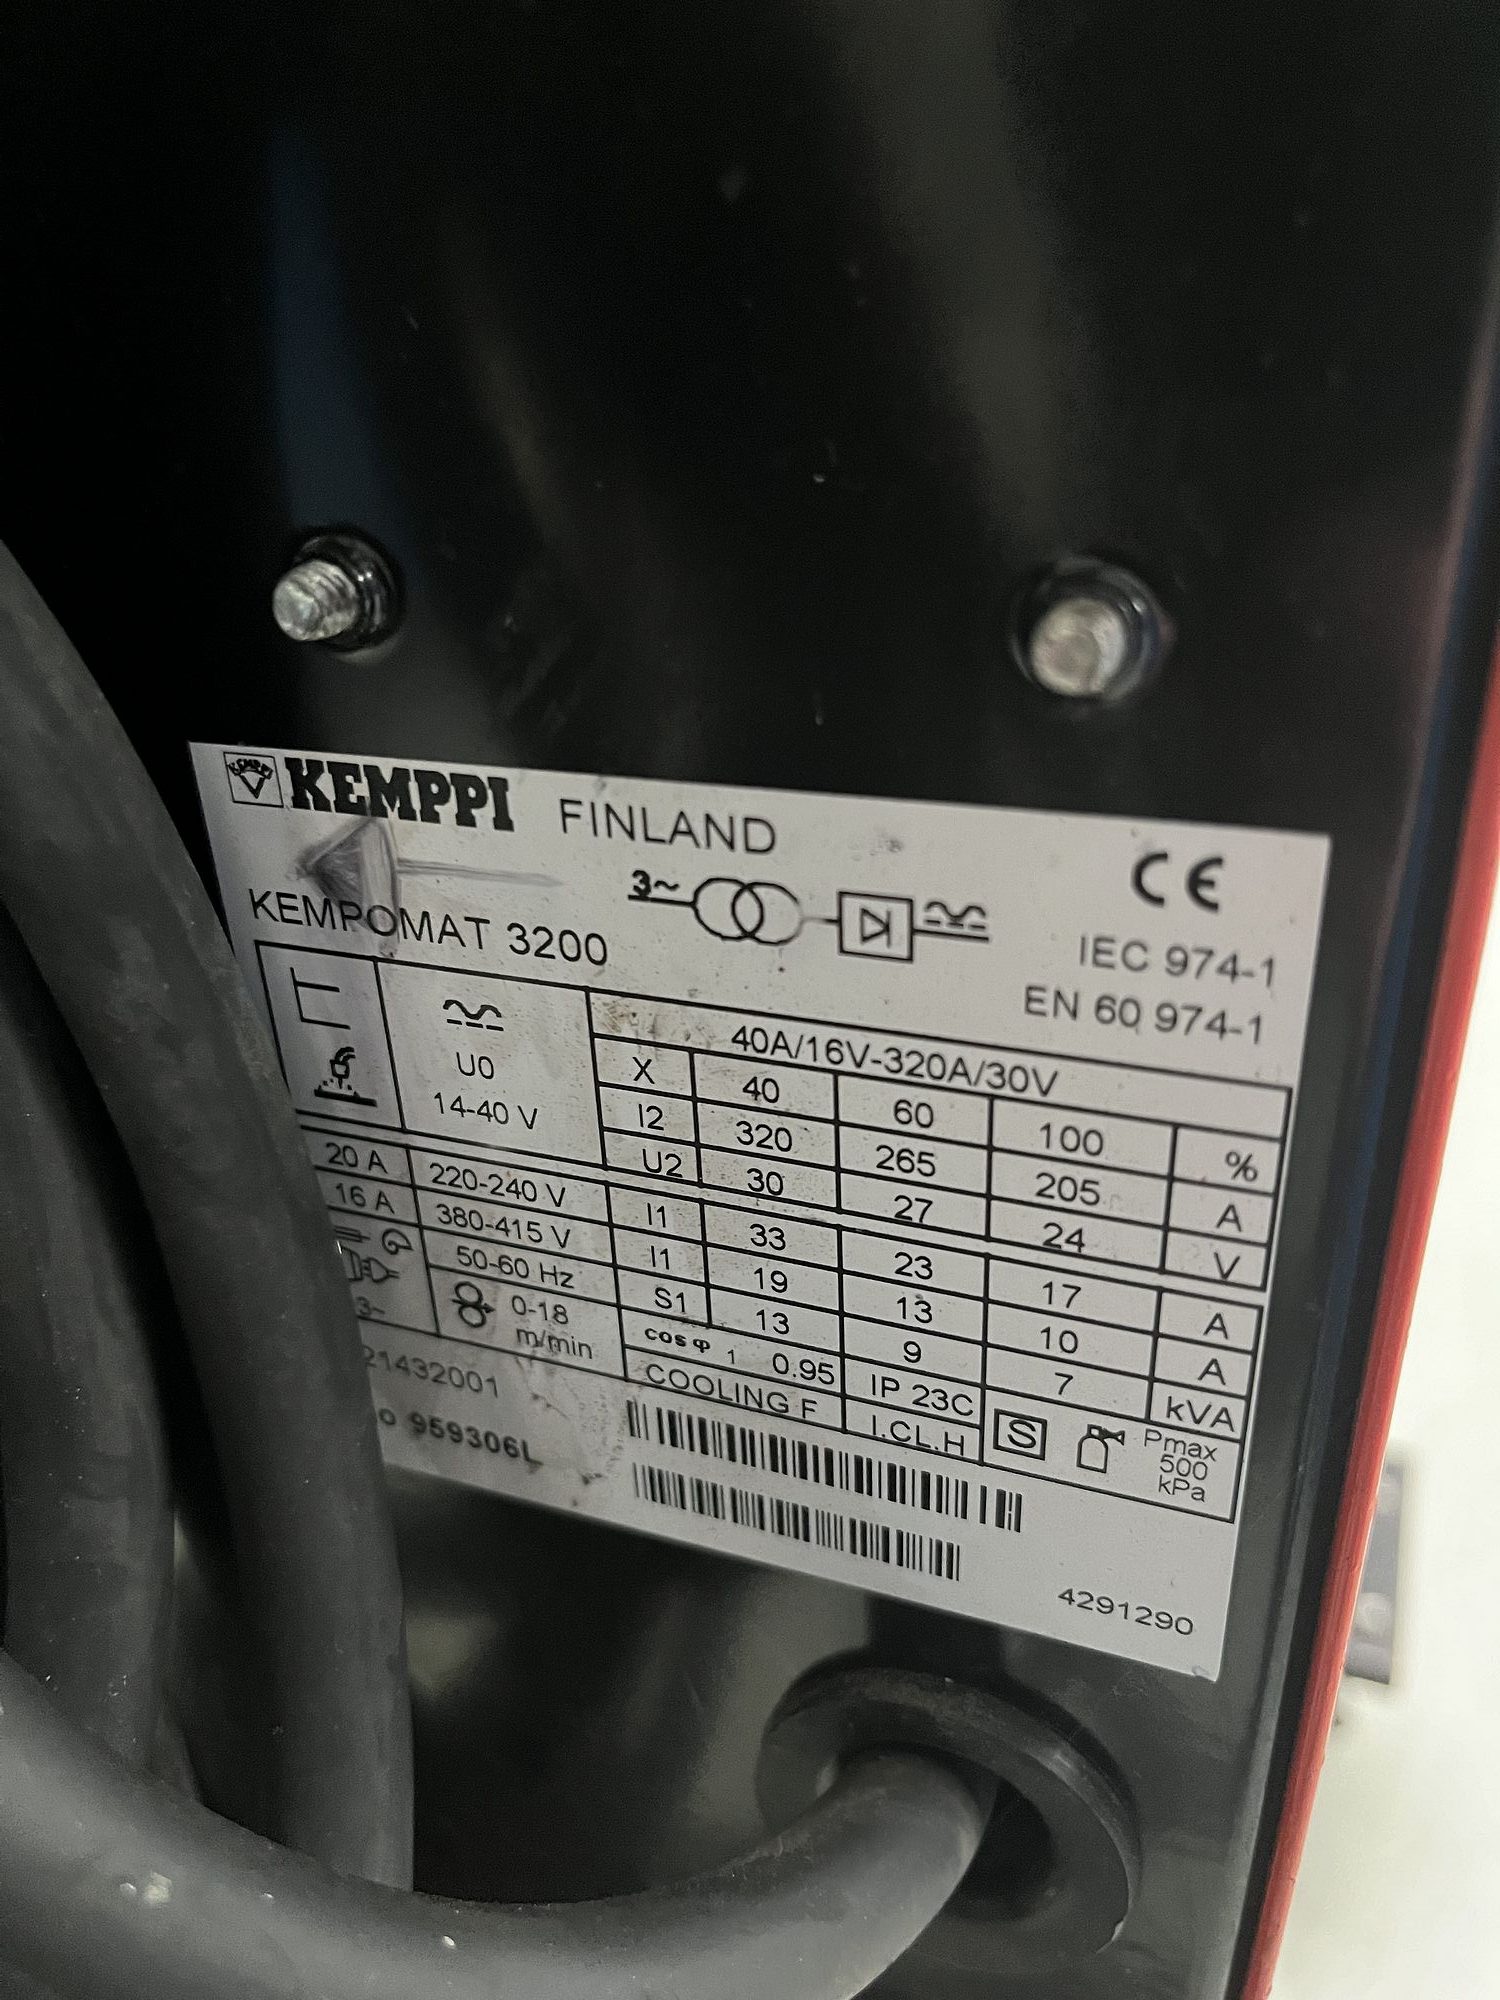 KEMPPI KEMPPI FINLAND
CE
KEMPOMAT 3200
3~
IEC 974-1
EN 60 974-1
U0
14-40 V
40A/16V-320A/30V
X 40 60 100 %
I2 320 265 205 A
U2 30 27 24 V
20 A 220-240 V I1 33 23 17 A
16 A 380-415 V I1 19 13 10 A
50-60 Hz S1 13 9 7 kVA
3~ 0-18 m/min
cos φ 1 0.95 IP 23C
COOLING F I.CL.H
S
Pmax
500
kPa
21432001
o 959306L
4291290